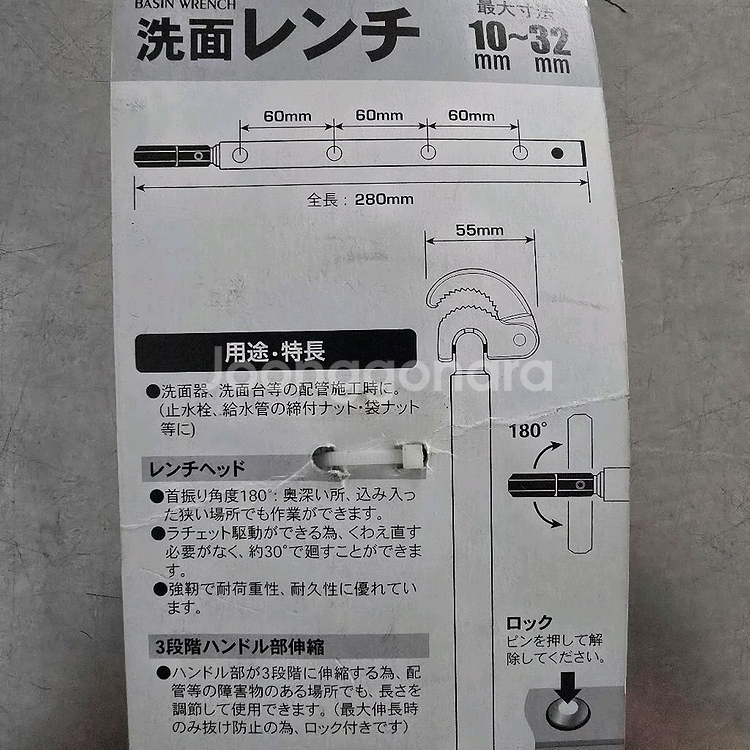 BASIN WRENCH
洗面レンチ
最大寸法
10~32
mm mm
60mm 60mm 60mm
全長：280mm
55mm
用途・特長
Joonggonara
●洗面器、洗面台等の配管施工時に。
(止水栓、給水管の締付ナット・袋ナット
等に)
180°
レンチヘッド
●首振り角度180°：奥深い所、込み入っ
た狭い場所でも作業ができます。
●ラチェット駆動ができる為、くわえ直す
必要がなく、約30°で廻すことができま
す。
●強靭で耐荷重性、耐久性に優れてい
ます。
ロック
ピンを押して解
除してください。
3段階ハンドル部伸縮
●ハンドル部が3段階に伸縮する為、配
管等の障害物のある場所でも、長さを
調節して使用できます。(最大伸長時
のみ抜け防止の為、ロック付きです)